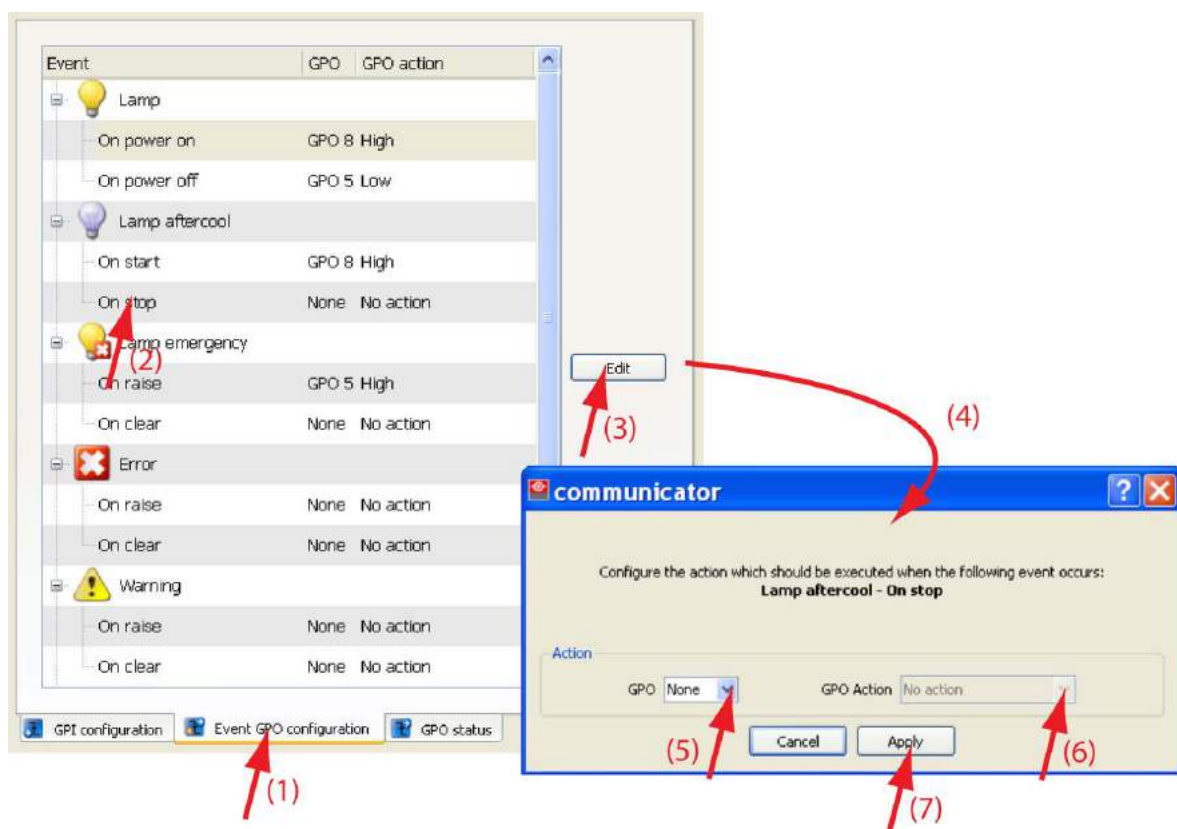 Event GPO GPO action
Lamp
On power on GPO 8 High
On power off GPO 5 Low
Lamp aftercool
On start GPO 8 High
On stop None No action
(2)
Lamp emergency
On raise GPO 5 High
On clear None No action
Error
On raise None No action
On clear None No action
Warning
On raise None No action
On clear None No action
Edit
(3)
(4)
GPI configuration Event GPO configuration GPO status
(1)
communicator ?
Configure the action which should be executed when the following event occurs:
Lamp aftercool - On stop
Action
GPO None GPO Action No action
(5) (6)
Cancel Apply
(7)